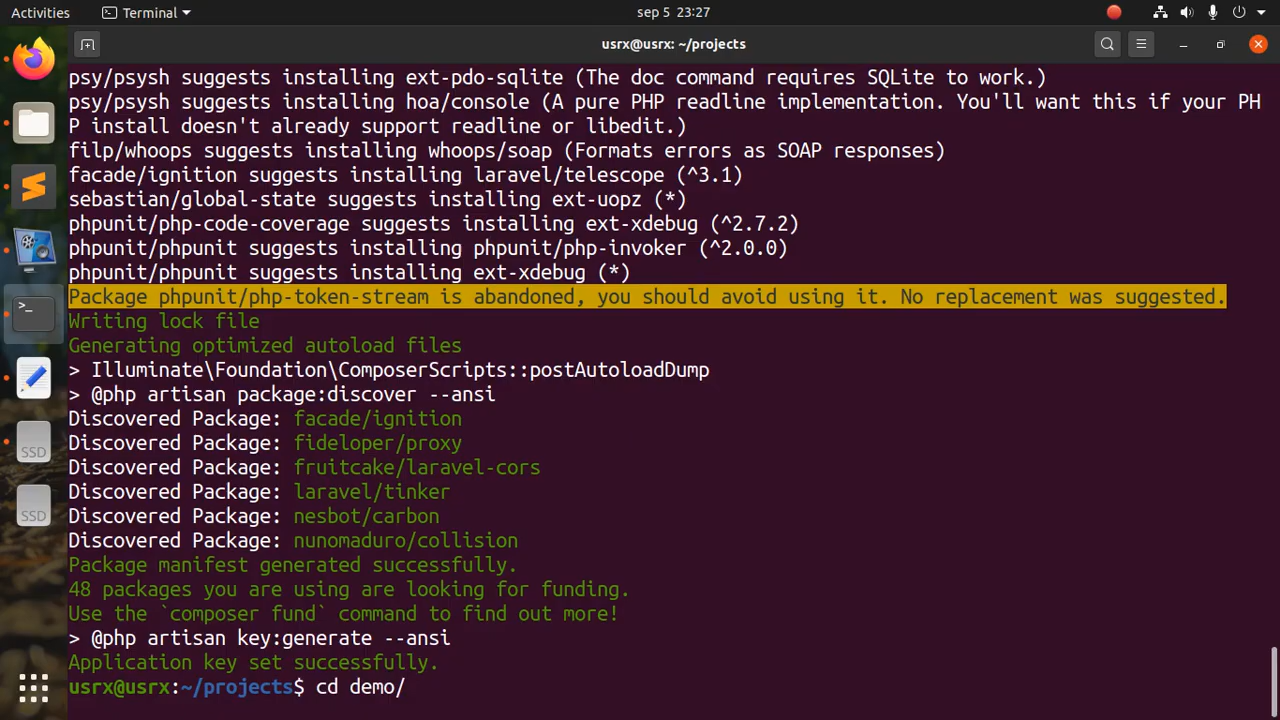 Activities
Terminal
sep 5 23:27
usrx@usrx: ~/projects
psy/psysh suggests installing ext-pdo-sqlite (The doc command requires SQLite to work.)
psy/psysh suggests installing hoa/console (A pure PHP readline implementation. You'll want this if your PH
P install doesn't already support readline or libedit.)
filp/whoops suggests installing whoops/soap (Formats errors as SOAP responses)
facade/ignition suggests installing laravel/telescope (^3.1)
sebastian/global-state suggests installing ext-uopz (*)
phpunit/php-code-coverage suggests installing ext-xdebug (^2.7.2)
phpunit/phpunit suggests installing phpunit/php-invoker (^2.0.0)
phpunit/phpunit suggests installing ext-xdebug (*)
Package phpunit/php-token-stream is abandoned, you should avoid using it. No replacement was suggested.
Writing lock file
Generating optimized autoload files
> Illuminate\Foundation\ComposerScripts::postAutoloadDump
> @php artisan package:discover --ansi
Discovered Package: facade/ignition
Discovered Package: fideloper/proxy
Discovered Package: fruitcake/laravel-cors
Discovered Package: laravel/tinker
Discovered Package: nesbot/carbon
Discovered Package: nunomaduro/collision
Package manifest generated successfully.
48 packages you are using are looking for funding.
Use the `composer fund` command to find out more!
> @php artisan key:generate --ansi
Application key set successfully.
usrx@usrx:~/projects$ cd demo/
SSD
SSD